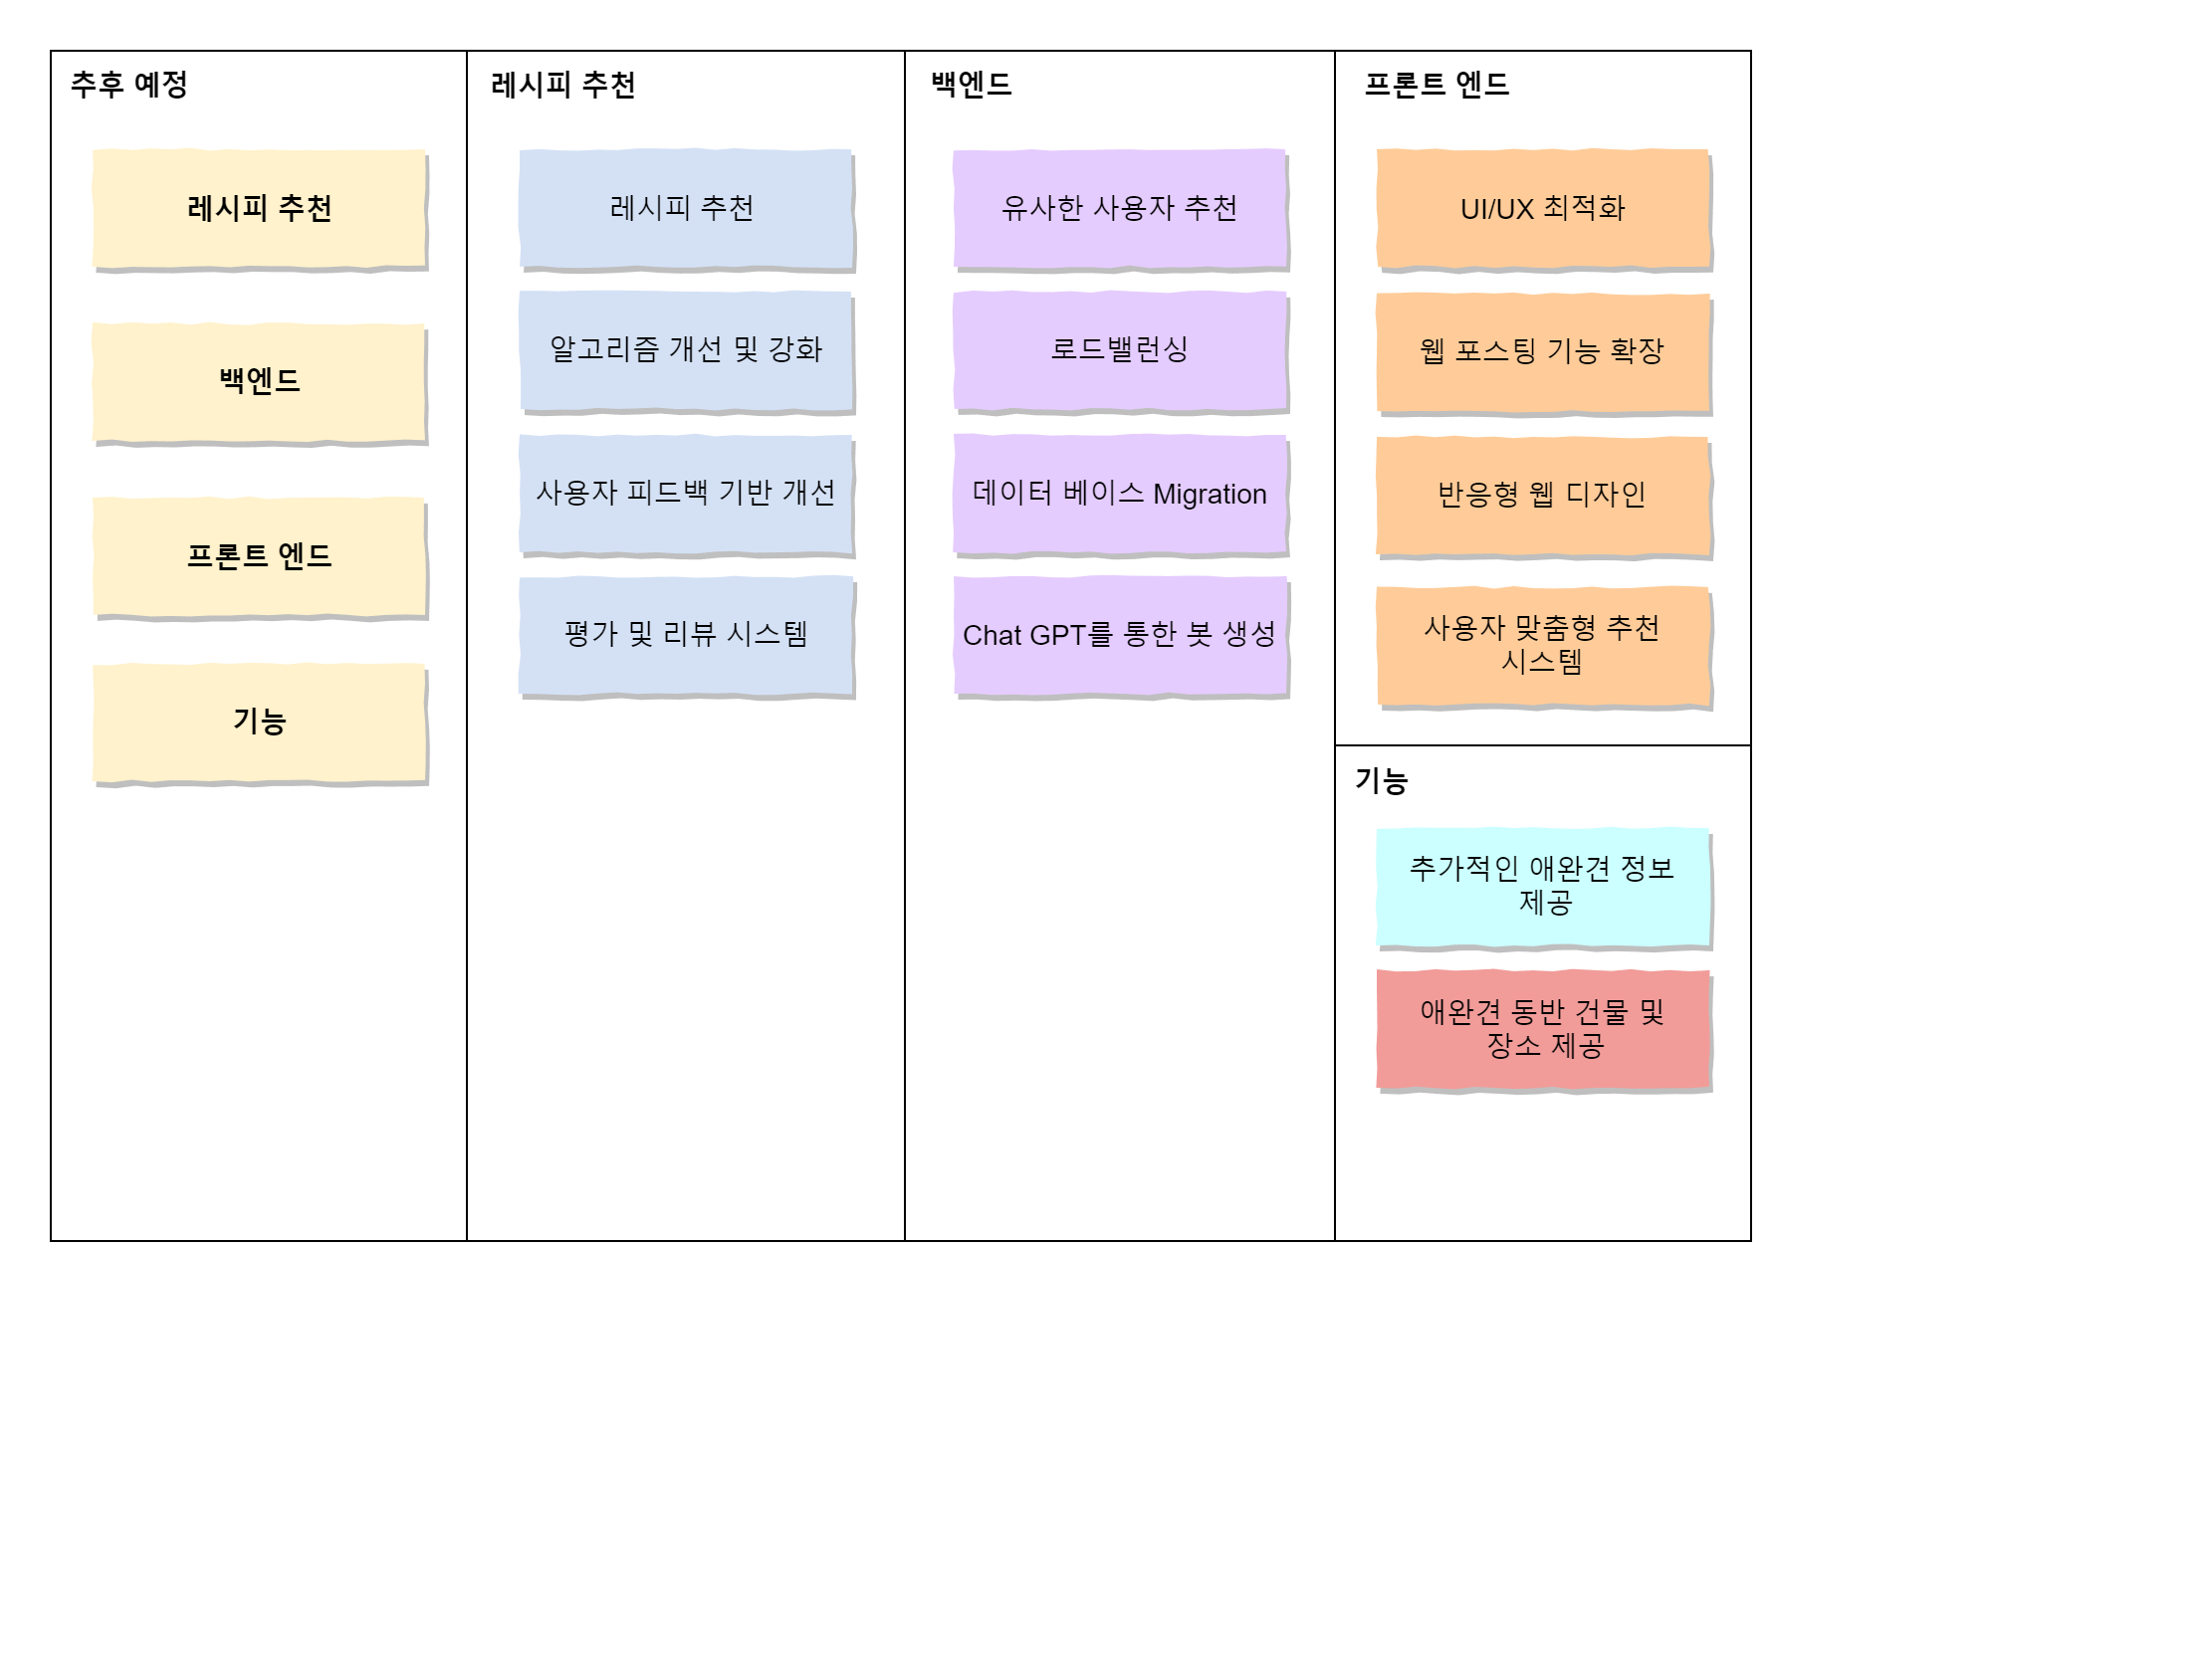 추후 예정
레시피 추천
백엔드
프론트 엔드
기능
레시피 추천
레시피 추천
알고리즘 개선 및 강화
사용자 피드백 기반 개선
평가 및 리뷰 시스템
백엔드
유사한 사용자 추천
로드밸런싱
데이터 베이스 Migration
Chat GPT를 통한 봇 생성
프론트 엔드
UI/UX 최적화
웹 포스팅 기능 확장
반응형 웹 디자인
사용자 맞춤형 추천
시스템
기능
추가적인 애완견 정보
제공
애완견 동반 건물 및
장소 제공